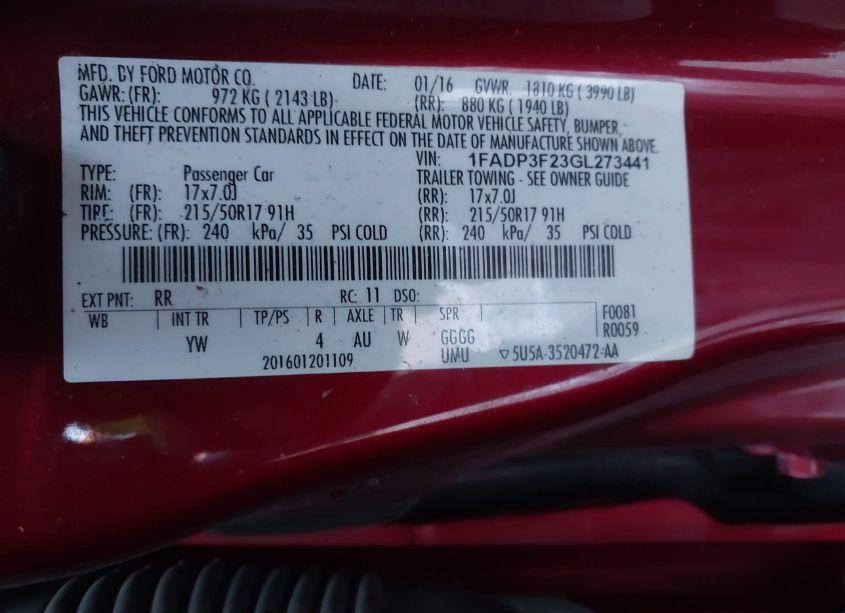 MFD. BY FORD MOTOR CO. DATE: 01/16 GVWR: 1810 KG ( 3990 LB)
GAWR: (FR): 972 KG ( 2143 LB) (RR): 880 KG ( 1940 LB)
THIS VEHICLE CONFORMS TO ALL APPLICABLE FEDERAL MOTOR VEHICLE SAFETY, BUMPER,
AND THEFT PREVENTION STANDARDS IN EFFECT ON THE DATE OF MANUFACTURE SHOWN ABOVE.
VIN: 1FADP3F23GL273441
TYPE: Passenger Car TRAILER TOWING - SEE OWNER GUIDE
RIM: (FR) 17x7.0J (RR): 17x7.0J
TIRE: (FR) : 215/50R17 91H (RR) : 215/50R17 91H
PRESSURE: (FR): 240 kPa/ 35 PSI COLD (RR): 240 kPa/ 35 PSI COLD
EXT PNT: RR RC: 11 DSO:
WB | INT TR | TP/PS | R | AXLE | TR | SPR F0081
YW 4 AU W GGGG R0059
201601201109 UMU ▽5U5A-3520472-AA